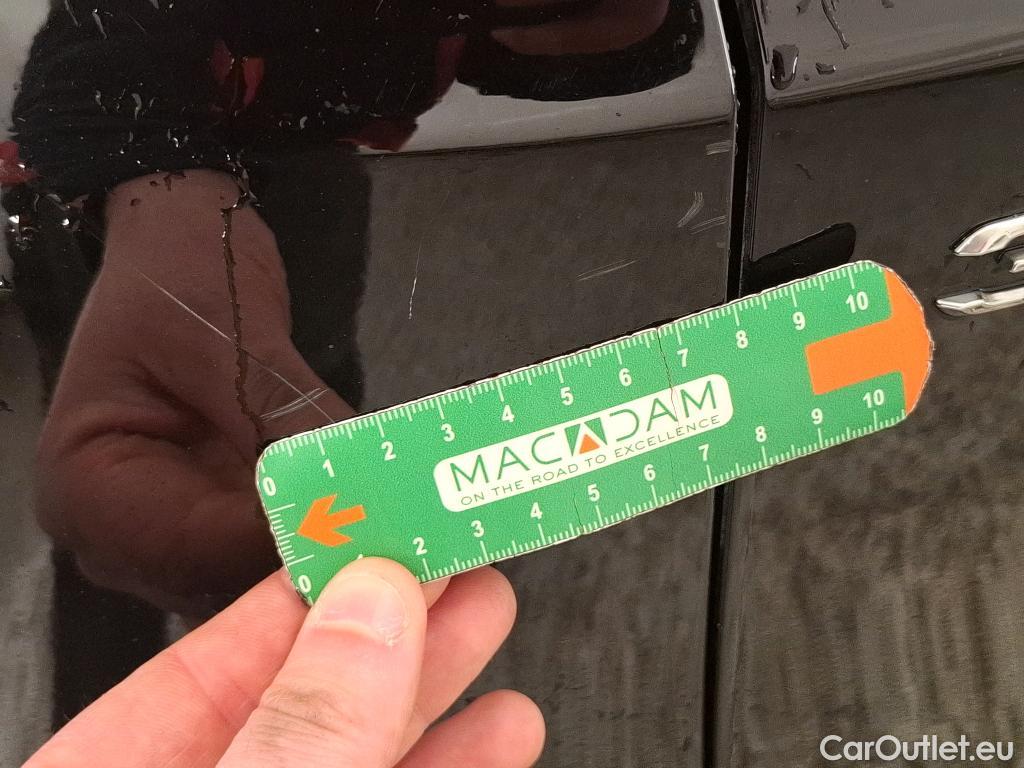 0 1 2 3 4 5 6 7 8 9 10
MACADAM
ON THE ROAD TO EXCELLENCE
0 1 2 3 4 5 6 7 8 9 10
CarOutlet.eu